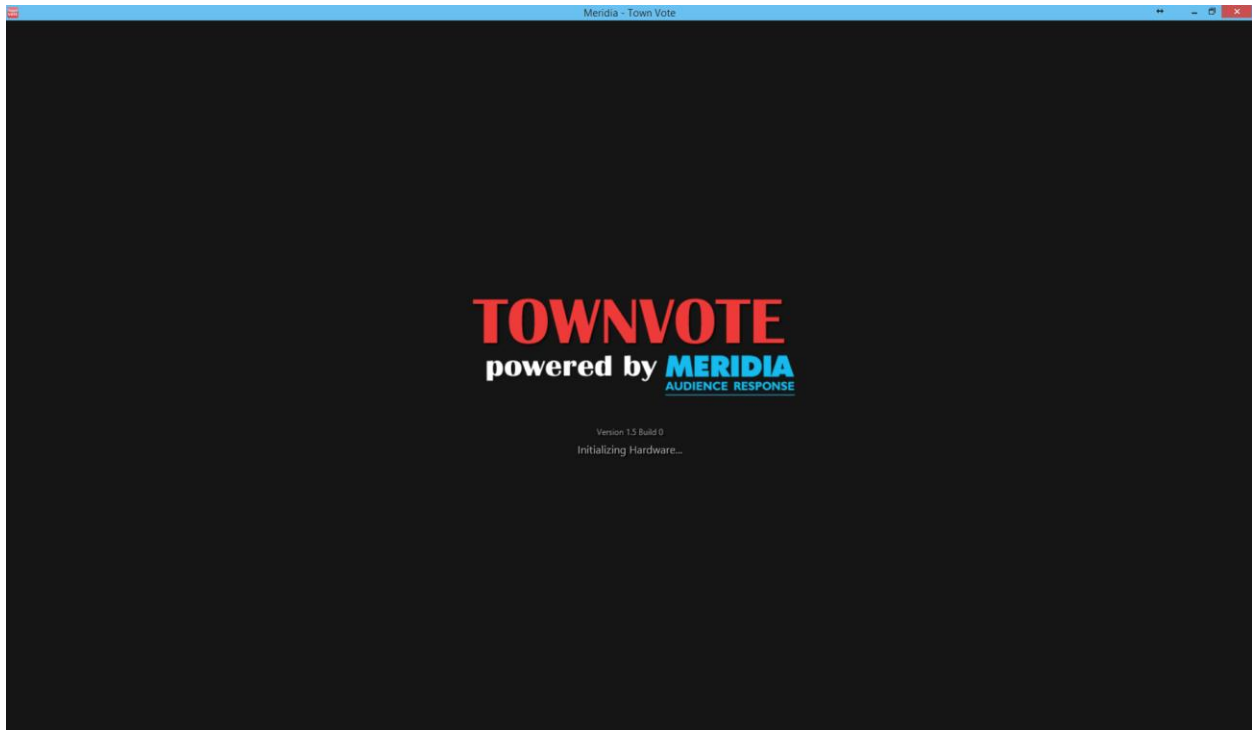 Meridia - Town Vote
TOWNVOTE
powered by MERIDIA
AUDIENCE RESPONSE
Version 1.5 Build 0
Initializing Hardware...